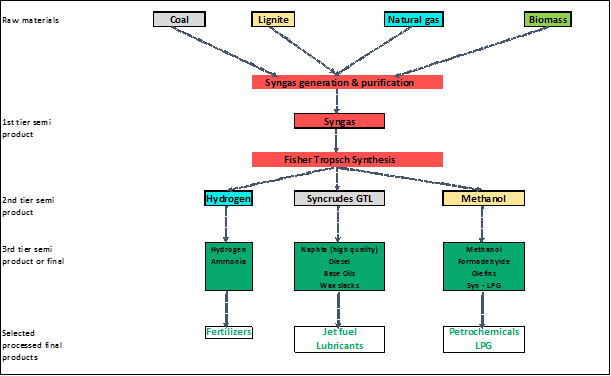 Raw materials
Coal
Lignite
Natural gas
Biomass
Syngas generation & purification
1st tier semi
product
Syngas
Fisher Tropsch Synthesis
2nd tier semi
product
Hydrogen
Syncrudes GTL
Methanol
3rd tier semi
product or final
Hydrogen
Ammonia
Naphta (high quality)
Diesel
Base Oils
Wax slacks
Methanol
Formadehylde
Olefins
Syn - LPG
Selected
processed final
products
Fertilizers
Jet fuel
Lubricants
Petrochemicals
LPG